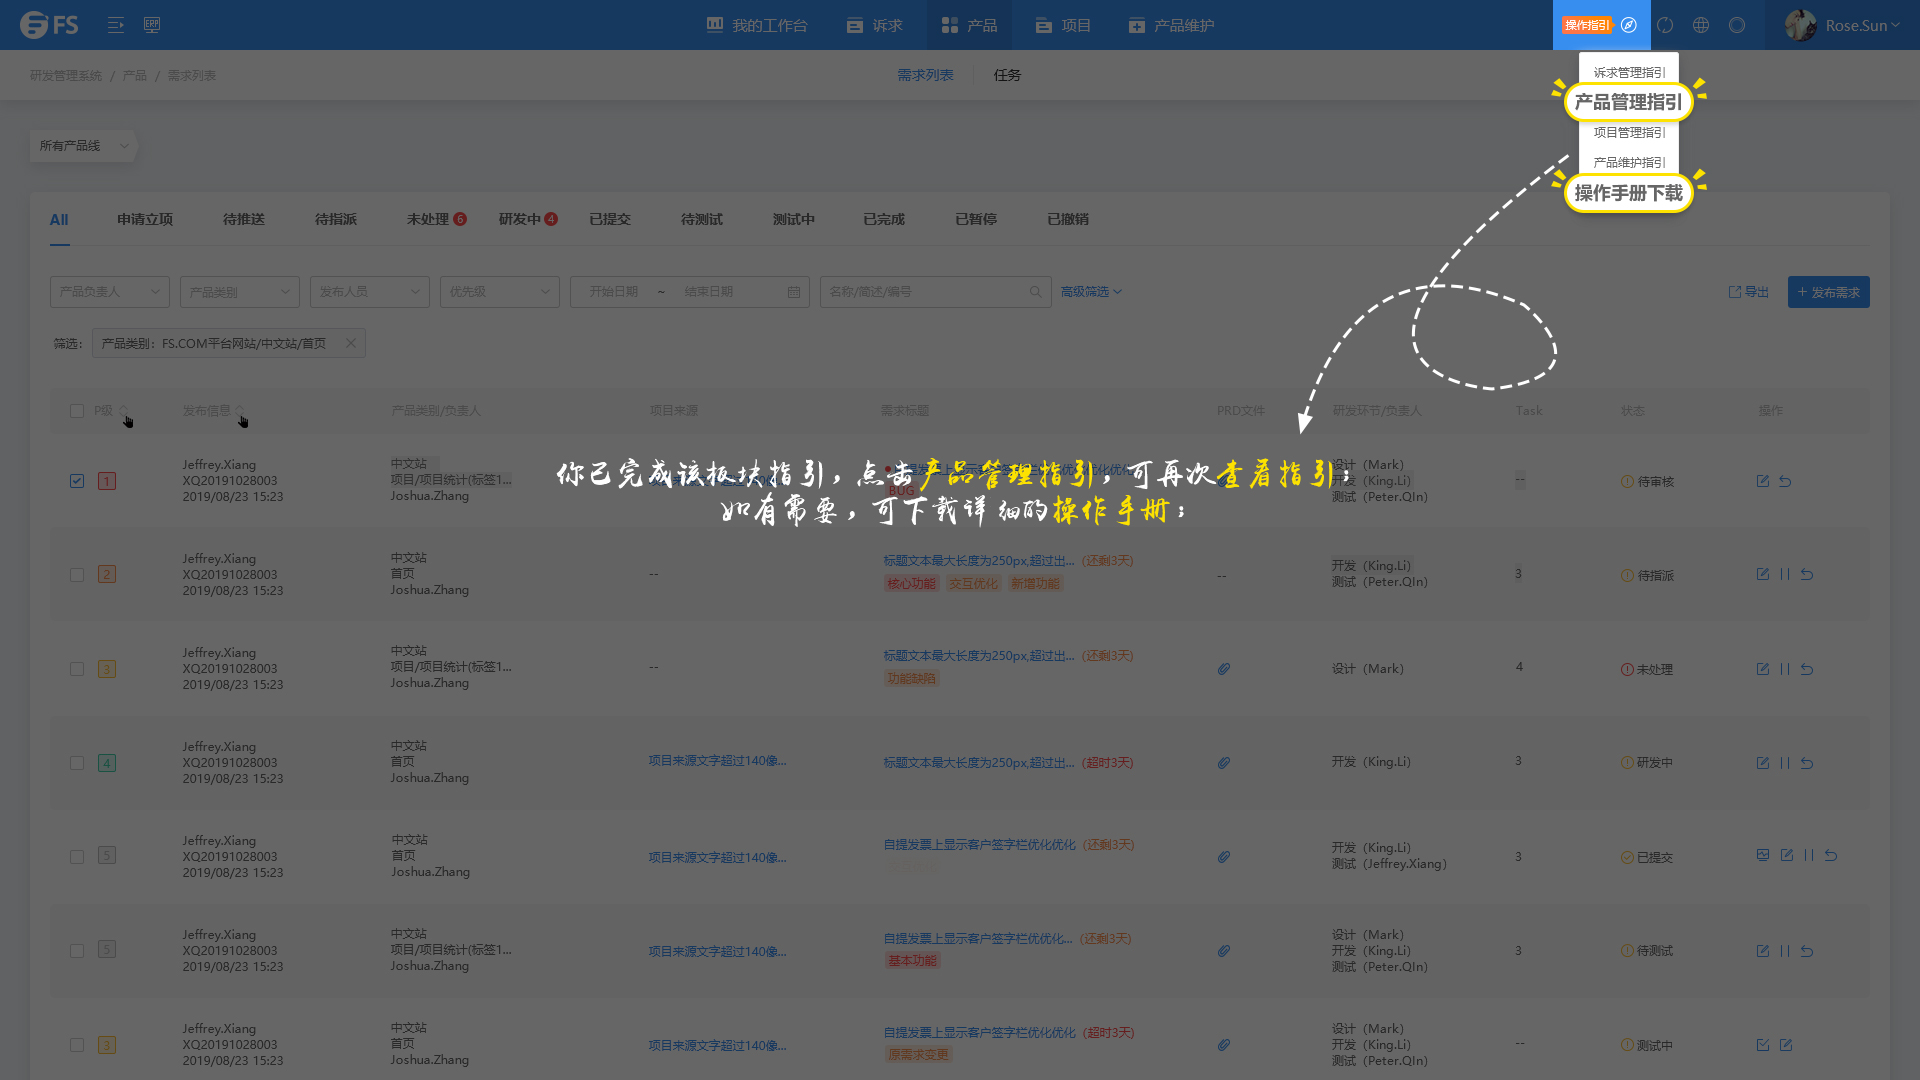 FS
ERP
我的工作台
诉求
产品
项目
产品维护
操作指引
Rose.Sun
研发管理系统 / 产品 / 需求列表
需求列表
任务
诉求管理指引
产品管理指引
项目管理指引
产品维护指引
操作手册下载
所有产品线
All
申请立项
待推送
待指派
未处理 6
研发中 4
已提交
待测试
测试中
已完成
已暂停
已撤销
产品负责人
产品类别
发布人员
优先级
开始日期 ~ 结束日期
名称/简述/编号
高级筛选
导出
+ 发布需求
筛选:
产品类别: FS.COM平台网站/中文站/首页
P级
发布信息
产品类别/负责人
项目来源
需求标题
PRD文件
研发环节/负责人
Task
状态
操作
你已完成该板块指引，点击产品管理指引，可再次查看指引；
如有需要，可下载详细的操作手册；
1
Jeffrey.Xiang
XQ20191028003
2019/08/23 15:23
中文站
项目/项目统计(标签1...
Joshua.Zhang
BUG
设计（Mark）
开发（King.Li）
测试（Peter.QIn）
--
待审核
2
Jeffrey.Xiang
XQ20191028003
2019/08/23 15:23
中文站
首页
Joshua.Zhang
--
标题文本最大长度为250px,超过出...（还剩3天）
核心功能 交互优化 新增功能
--
开发（King.Li）
测试（Peter.QIn）
3
待指派
3
Jeffrey.Xiang
XQ20191028003
2019/08/23 15:23
中文站
项目/项目统计(标签1...
Joshua.Zhang
--
标题文本最大长度为250px,超过出...（还剩3天）
功能缺陷
设计（Mark）
4
未处理
4
Jeffrey.Xiang
XQ20191028003
2019/08/23 15:23
中文站
首页
Joshua.Zhang
项目来源文字超过140像...
标题文本最大长度为250px,超过出...（超时3天）
开发（King.Li）
3
研发中
5
Jeffrey.Xiang
XQ20191028003
2019/08/23 15:23
中文站
首页
Joshua.Zhang
项目来源文字超过140像...
自提发票上显示客户签字栏优化优化（还剩3天）
开发（King.Li）
测试（Jeffrey.Xiang）
3
已提交
5
Jeffrey.Xiang
XQ20191028003
2019/08/23 15:23
中文站
项目/项目统计(标签1...
Joshua.Zhang
项目来源文字超过140像...
自提发票上显示客户签字栏优优化...（还剩3天）
基本功能
设计（Mark）
开发（King.Li）
测试（Peter.QIn）
3
待测试
3
Jeffrey.Xiang
XQ20191028003
2019/08/23 15:23
中文站
首页
Joshua.Zhang
项目来源文字超过140像...
自提发票上显示客户签字栏优化优化（超时3天）
原需求变更
设计（Mark）
开发（King.Li）
测试（Peter.QIn）
--
测试中